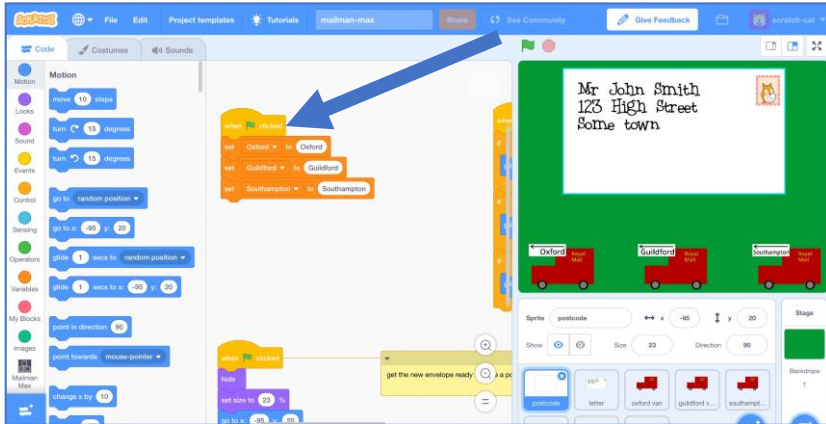 SCRATCH File Edit Project templates Tutorials mailman-max Share See Community Give Feedback scratch-cat
Code Costumes Sounds
Motion
Looks
Sound
Events
Control
Sensing
Operators
Variables
My Blocks
Images
Mailman Max
Motion
move 10 steps
turn 15 degrees
turn 15 degrees
go to random position
go to x: -95 y: 20
glide 1 secs to random position
glide 1 secs to x: -95 y: 20
point in direction 90
point towards mouse-pointer
change x by 10
when clicked
set Oxford to Oxford
set Guildford to Guildford
set Southampton to Southampton
when
if
if
if
when clicked
hide
set size to 23 %
go to x: -95 y: 20
get the new envelope ready
a po
Mr John Smith
123 High Street
Some town
Oxford Royal Mail
Guildford Royal Mail
Southampton Royal Mail
Sprite postcode x -95 y 20
Show Size 23 Direction 90
postcode
letter
oxford van
guildford v...
southampt...
Stage
Backdrops
1